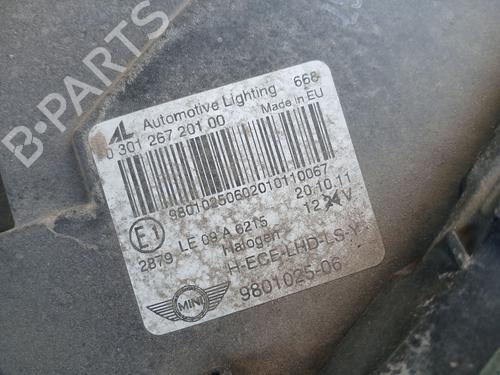 B-PARTS
AL Automotive Lighting 668
0 301 267 201 00 Made in EU
98010250602010110067
E1 20.10.11
2879 LE 09 A 6215 12 V
Halogen
H-ECE-LHD-LS-Y
9801025-06
MINI